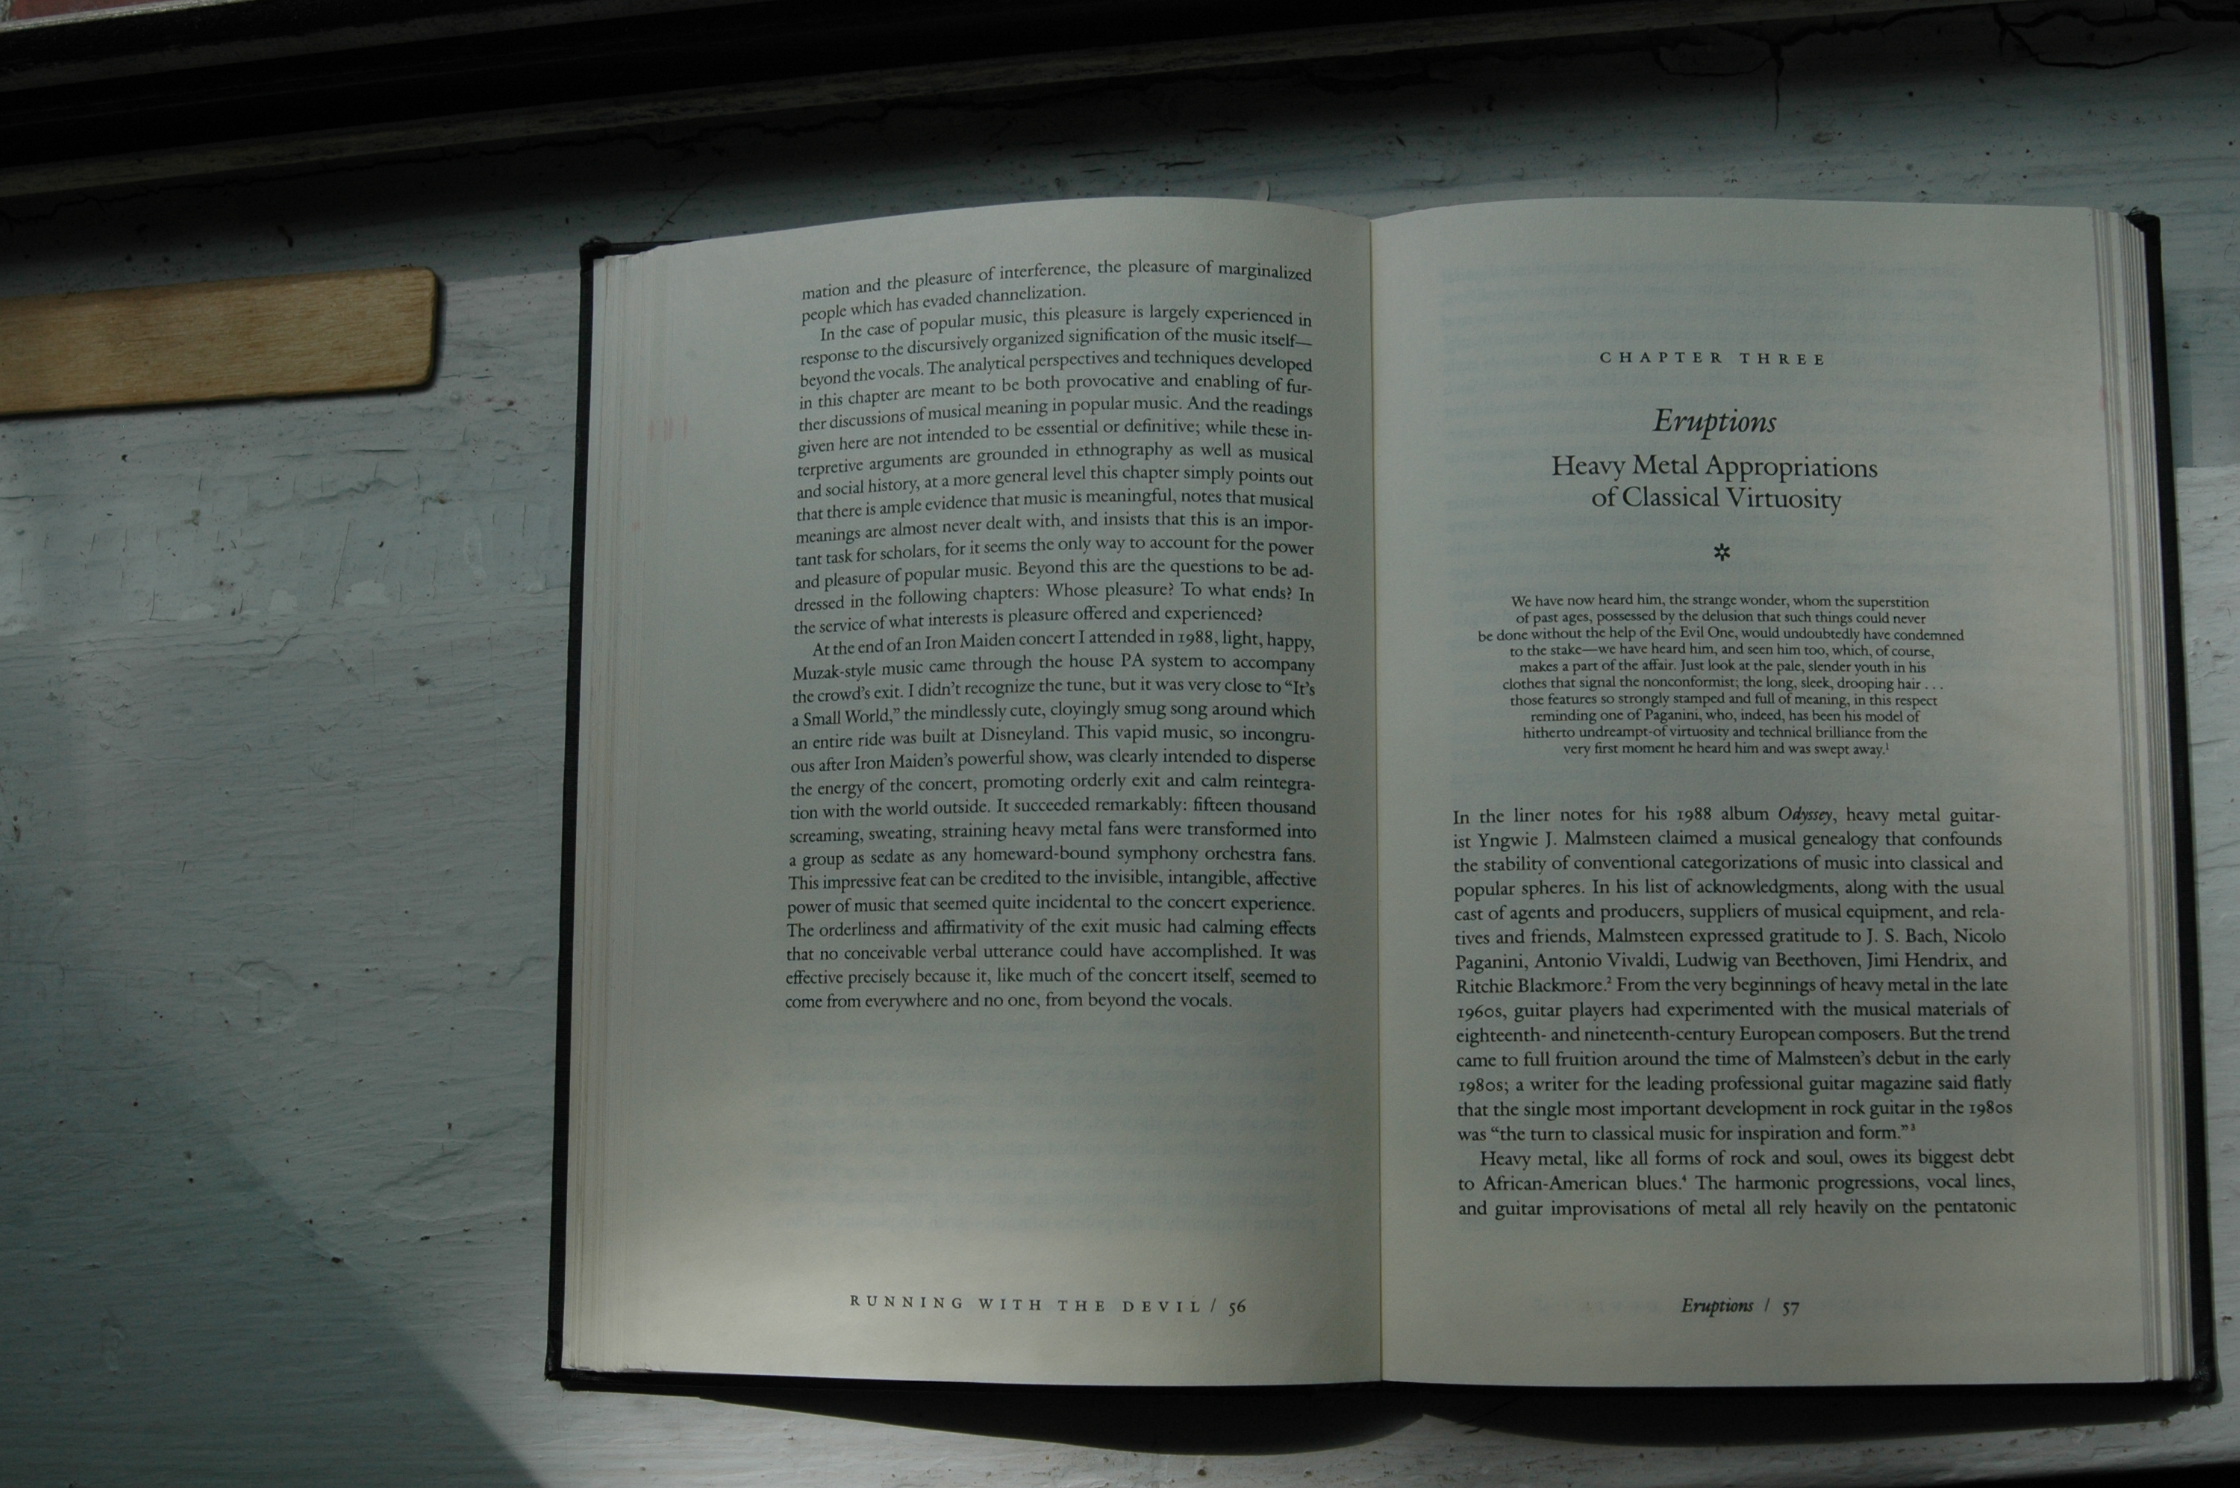 mation and the pleasure of interference, the pleasure of marginalized
people which has evaded channelization.
In the case of popular music, this pleasure is largely experienced in
response to the discursively organized signification of the music itself—
beyond the vocals. The analytical perspectives and techniques developed
in this chapter are meant to be both provocative and enabling of fur-
ther discussions of musical meaning in popular music. And the readings
given here are not intended to be essential or definitive; while these in-
terpretive arguments are grounded in ethnography as well as musical
and social history, at a more general level this chapter simply points out
that there is ample evidence that music is meaningful, notes that musical
meanings are almost never dealt with, and insists that this is an impor-
tant task for scholars, for it seems the only way to account for the power
and pleasure of popular music. Beyond this are the questions to be ad-
dressed in the following chapters: Whose pleasure? To what ends? In
the service of what interests is pleasure offered and experienced?
At the end of an Iron Maiden concert I attended in 1988, light, happy,
Muzak-style music came through the house PA system to accompany
the crowd's exit. I didn't recognize the tune, but it was very close to “It's
a Small World,” the mindlessly cute, cloyingly smug song around which
an entire ride was built at Disneyland. This vapid music, so incongru-
ous after Iron Maiden's powerful show, was clearly intended to disperse
the energy of the concert, promoting orderly exit and calm reintegra-
tion with the world outside. It succeeded remarkably: fifteen thousand
screaming, sweating, straining heavy metal fans were transformed into
a group as sedate as any homeward-bound symphony orchestra fans.
This impressive feat can be credited to the invisible, intangible, affective
power of music that seemed quite incidental to the concert experience.
The orderliness and affirmativity of the exit music had calming effects
that no conceivable verbal utterance could have accomplished. It was
effective precisely because it, like much of the concert itself, seemed to
come from everywhere and no one, from beyond the vocals.
RUNNING WITH THE DEVIL / 56
CHAPTER THREE
Eruptions
Heavy Metal Appropriations
of Classical Virtuosity
✲
We have now heard him, the strange wonder, whom the superstition
of past ages, possessed by the delusion that such things could never
be done without the help of the Evil One, would undoubtedly have condemned
to the stake—we have heard him, and seen him too, which, of course,
makes a part of the affair. Just look at the pale, slender youth in his
clothes that signal the nonconformist; the long, sleek, drooping hair . . .
those features so strongly stamped and full of meaning, in this respect
reminding one of Paganini, who, indeed, has been his model of
hitherto undreampt-of virtuosity and technical brilliance from the
very first moment he heard him and was swept away.¹
In the liner notes for his 1988 album Odyssey, heavy metal guitar-
ist Yngwie J. Malmsteen claimed a musical genealogy that confounds
the stability of conventional categorizations of music into classical and
popular spheres. In his list of acknowledgments, along with the usual
cast of agents and producers, suppliers of musical equipment, and rela-
tives and friends, Malmsteen expressed gratitude to J. S. Bach, Nicolo
Paganini, Antonio Vivaldi, Ludwig van Beethoven, Jimi Hendrix, and
Ritchie Blackmore.² From the very beginnings of heavy metal in the late
1960s, guitar players had experimented with the musical materials of
eighteenth- and nineteenth-century European composers. But the trend
came to full fruition around the time of Malmsteen's debut in the early
1980s; a writer for the leading professional guitar magazine said flatly
that the single most important development in rock guitar in the 1980s
was “the turn to classical music for inspiration and form.”³
Heavy metal, like all forms of rock and soul, owes its biggest debt
to African-American blues.⁴ The harmonic progressions, vocal lines,
and guitar improvisations of metal all rely heavily on the pentatonic
Eruptions / 57